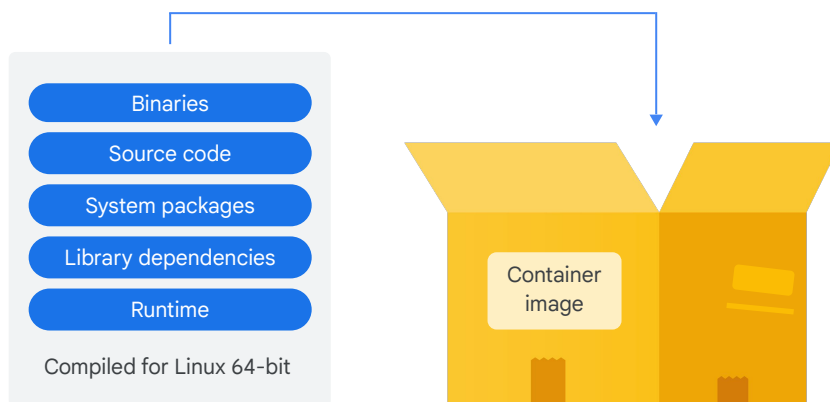 Binaries
Source code
System packages
Library dependencies
Runtime
Compiled for Linux 64-bit
Container
image